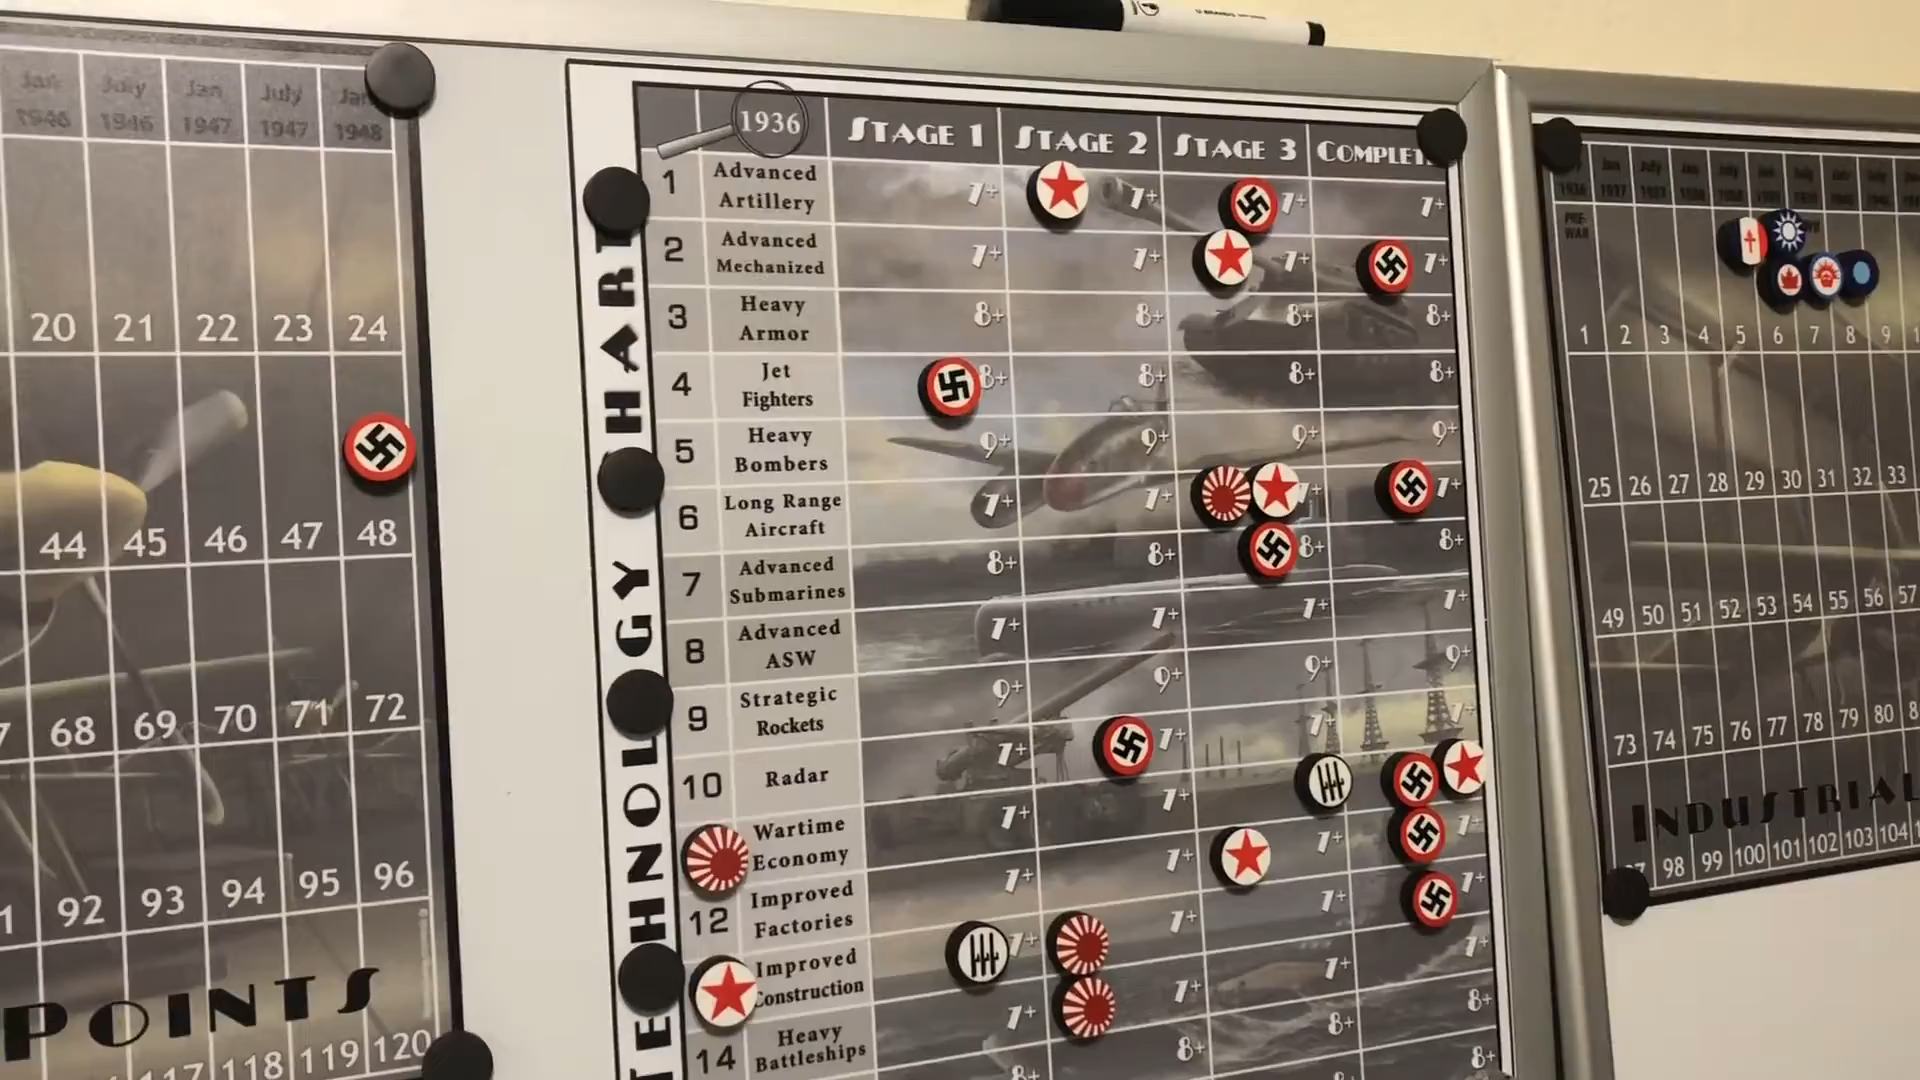 Jan July Jan July Jan
1946 1946 1947 1947 1948
20 21 22 23 24
44 45 46 47 48
68 69 70 71 72
92 93 94 95 96
POINTS
117 118 119 120
TECHNOLOGY CHART
1936 STAGE 1 STAGE 2 STAGE 3
1 Advanced Artillery 7+ 7+ 7+ 7+
2 Advanced Mechanized 7+ 7+ 7+ 7+
3 Heavy Armor 8+ 8+ 8+ 8+
4 Jet Fighters 8+ 8+ 8+ 8+
5 Heavy Bombers 9+ 9+ 9+ 9+
6 Long Range Aircraft 7+ 7+ 7+ 7+
7 Advanced Submarines 8+ 8+ 8+ 8+
8 Advanced ASW 7+ 7+ 7+ 7+
9 Strategic Rockets 9+ 9+ 9+ 9+
10 Radar 7+ 7+ 7+ 7+
Wartime Economy 7+ 7+ 7+ 7+
12 Improved Factories 7+ 7+ 7+ 7+
Improved Construction 7+ 7+ 7+ 7+
14 Heavy Battleships 8+ 8+ 8+
PRE-WAR
1 2 3 4 5 6 7 8 9
25 26 27 28 29 30 31 32 33
49 50 51 52 53 54 55 56 57
73 74 75 76 77 78 79 80
INDUSTRIAL
98 99 100 101 102 103 104